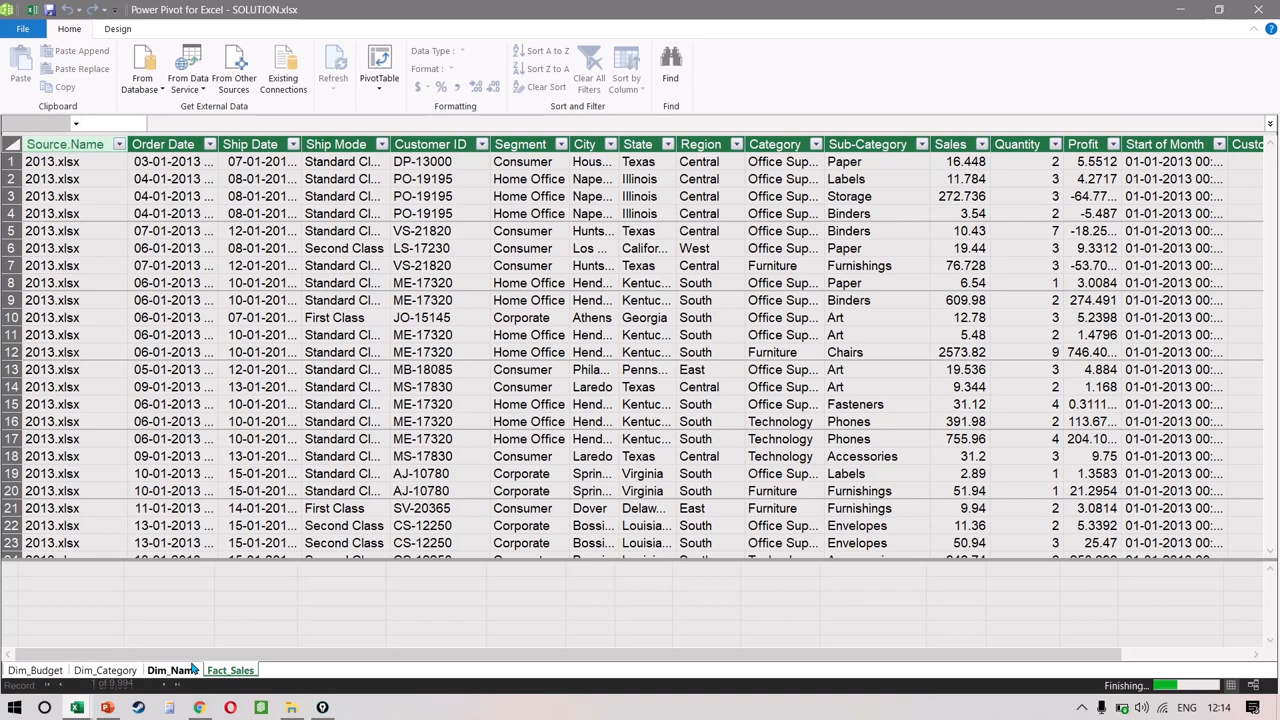 Power Pivot for Excel - SOLUTION.xlsx
File Home Design
Paste
Paste Append
Paste Replace
Copy
Clipboard
From Database
From Data Service
From Other Sources
Existing Connections
Get External Data
Refresh
PivotTable
Data Type :
Format :
$ % ,
Formatting
Sort A to Z
Sort Z to A
Clear Sort
Clear All Filters
Sort by Column
Sort and Filter
Find
Find
Source.Name Order Date Ship Date Ship Mode Customer ID Segment City State Region Category Sub-Category Sales Quantity Profit Start of Month Custo
1 2013.xlsx 03-01-2013 ... 07-01-201... Standard Cl... DP-13000 Consumer Hous... Texas Central Office Sup... Paper 16.448 2 5.5512 01-01-2013 00:...
2 2013.xlsx 04-01-2013 ... 08-01-201... Standard Cl... PO-19195 Home Office Nape... Illinois Central Office Sup... Labels 11.784 3 4.2717 01-01-2013 00:...
3 2013.xlsx 04-01-2013 ... 08-01-201... Standard Cl... PO-19195 Home Office Nape... Illinois Central Office Sup... Storage 272.736 3 -64.77... 01-01-2013 00:...
4 2013.xlsx 04-01-2013 ... 08-01-201... Standard Cl... PO-19195 Home Office Nape... Illinois Central Office Sup... Binders 3.54 2 -5.487 01-01-2013 00:...
5 2013.xlsx 07-01-2013 ... 12-01-201... Standard Cl... VS-21820 Consumer Hunts... Texas Central Office Sup... Binders 10.43 7 -18.25... 01-01-2013 00:...
6 2013.xlsx 06-01-2013 ... 08-01-201... Second Class LS-17230 Consumer Los ... Califor... West Office Sup... Paper 19.44 3 9.3312 01-01-2013 00:...
7 2013.xlsx 07-01-2013 ... 12-01-201... Standard Cl... VS-21820 Consumer Hunts... Texas Central Furniture Furnishings 76.728 3 -53.70... 01-01-2013 00:...
8 2013.xlsx 06-01-2013 ... 10-01-201... Standard Cl... ME-17320 Home Office Hend... Kentuc... South Office Sup... Paper 6.54 1 3.0084 01-01-2013 00:...
9 2013.xlsx 06-01-2013 ... 10-01-201... Standard Cl... ME-17320 Home Office Hend... Kentuc... South Office Sup... Binders 609.98 2 274.491 01-01-2013 00:...
10 2013.xlsx 06-01-2013 ... 07-01-201... First Class JO-15145 Corporate Athens Georgia South Office Sup... Art 12.78 3 5.2398 01-01-2013 00:...
11 2013.xlsx 06-01-2013 ... 10-01-201... Standard Cl... ME-17320 Home Office Hend... Kentuc... South Office Sup... Art 5.48 2 1.4796 01-01-2013 00:...
12 2013.xlsx 06-01-2013 ... 10-01-201... Standard Cl... ME-17320 Home Office Hend... Kentuc... South Furniture Chairs 2573.82 9 746.40... 01-01-2013 00:...
13 2013.xlsx 05-01-2013 ... 12-01-201... Standard Cl... MB-18085 Consumer Phila... Penns... East Office Sup... Art 19.536 3 4.884 01-01-2013 00:...
14 2013.xlsx 09-01-2013 ... 13-01-201... Standard Cl... MS-17830 Consumer Laredo Texas Central Office Sup... Art 9.344 2 1.168 01-01-2013 00:...
15 2013.xlsx 06-01-2013 ... 10-01-201... Standard Cl... ME-17320 Home Office Hend... Kentuc... South Office Sup... Fasteners 31.12 4 0.3111... 01-01-2013 00:...
16 2013.xlsx 06-01-2013 ... 10-01-201... Standard Cl... ME-17320 Home Office Hend... Kentuc... South Technology Phones 391.98 2 113.67... 01-01-2013 00:...
17 2013.xlsx 06-01-2013 ... 10-01-201... Standard Cl... ME-17320 Home Office Hend... Kentuc... South Technology Phones 755.96 4 204.10... 01-01-2013 00:...
18 2013.xlsx 09-01-2013 ... 13-01-201... Standard Cl... MS-17830 Consumer Laredo Texas Central Technology Accessories 31.2 3 9.75 01-01-2013 00:...
19 2013.xlsx 10-01-2013 ... 15-01-201... Standard Cl... AJ-10780 Corporate Sprin... Virginia South Office Sup... Labels 2.89 1 1.3583 01-01-2013 00:...
20 2013.xlsx 10-01-2013 ... 15-01-201... Standard Cl... AJ-10780 Corporate Sprin... Virginia South Furniture Furnishings 51.94 1 21.2954 01-01-2013 00:...
21 2013.xlsx 11-01-2013 ... 14-01-201... First Class SV-20365 Consumer Dover Delaw... East Furniture Furnishings 9.94 2 3.0814 01-01-2013 00:...
22 2013.xlsx 13-01-2013 ... 15-01-201... Second Class CS-12250 Corporate Bossi... Louisia... South Office Sup... Envelopes 11.36 2 5.3392 01-01-2013 00:...
23 2013.xlsx 13-01-2013 ... 15-01-201... Second Class CS-12250 Corporate Bossi... Louisia... South Office Sup... Envelopes 50.94 3 25.47 01-01-2013 00:...
Dim_Budget Dim_Category Dim_Name Fact_Sales
Record: 1 of 9,994 Finishing...
ENG 12:14